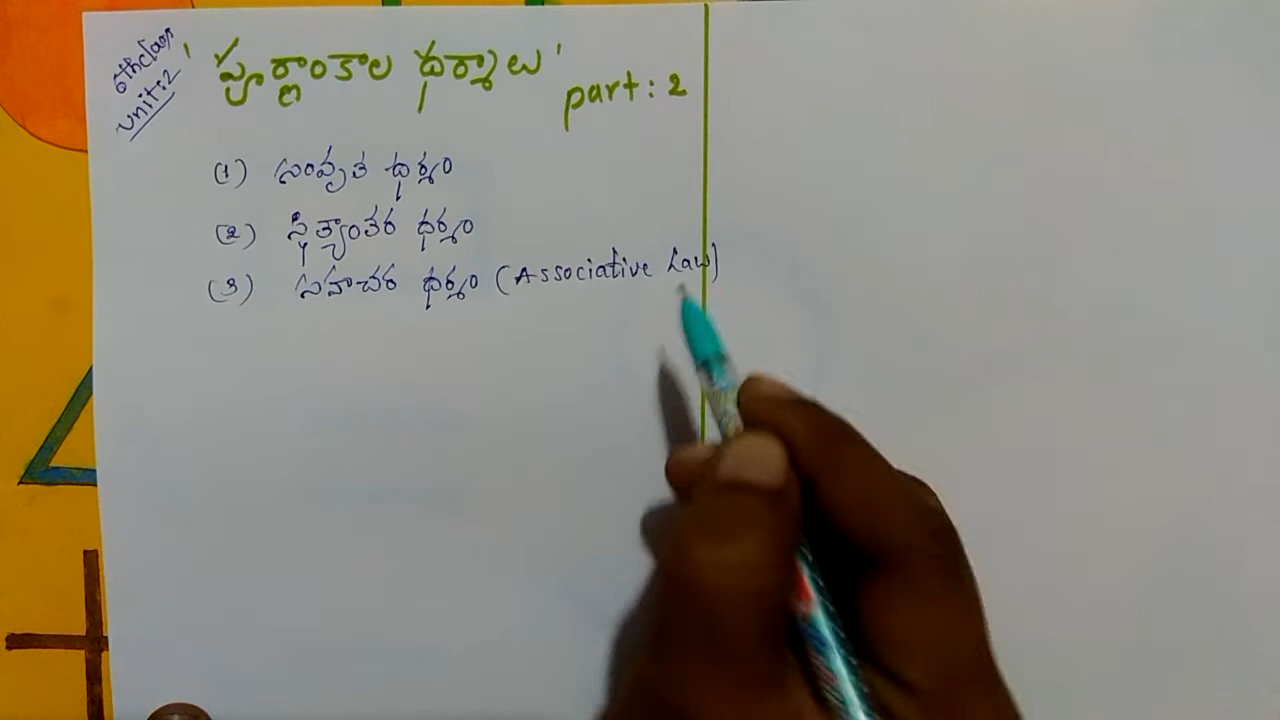 6th class
unit:2
'పూర్ణాంకాల ధర్మాలు'
part: 2
(1) సంవృత ధర్మం
(2) స్థిత్యాంతర ధర్మం
(3) సహచర ధర్మం (Associative Law)